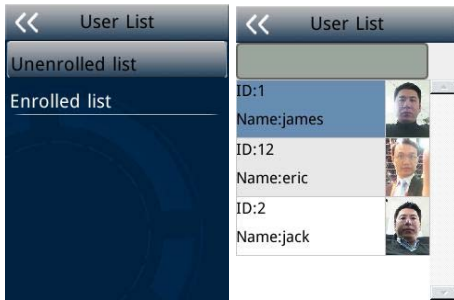 User List
Unenrolled list
Enrolled list
User List
ID:1
Name:james
ID:12
Name:eric
ID:2
Name:jack